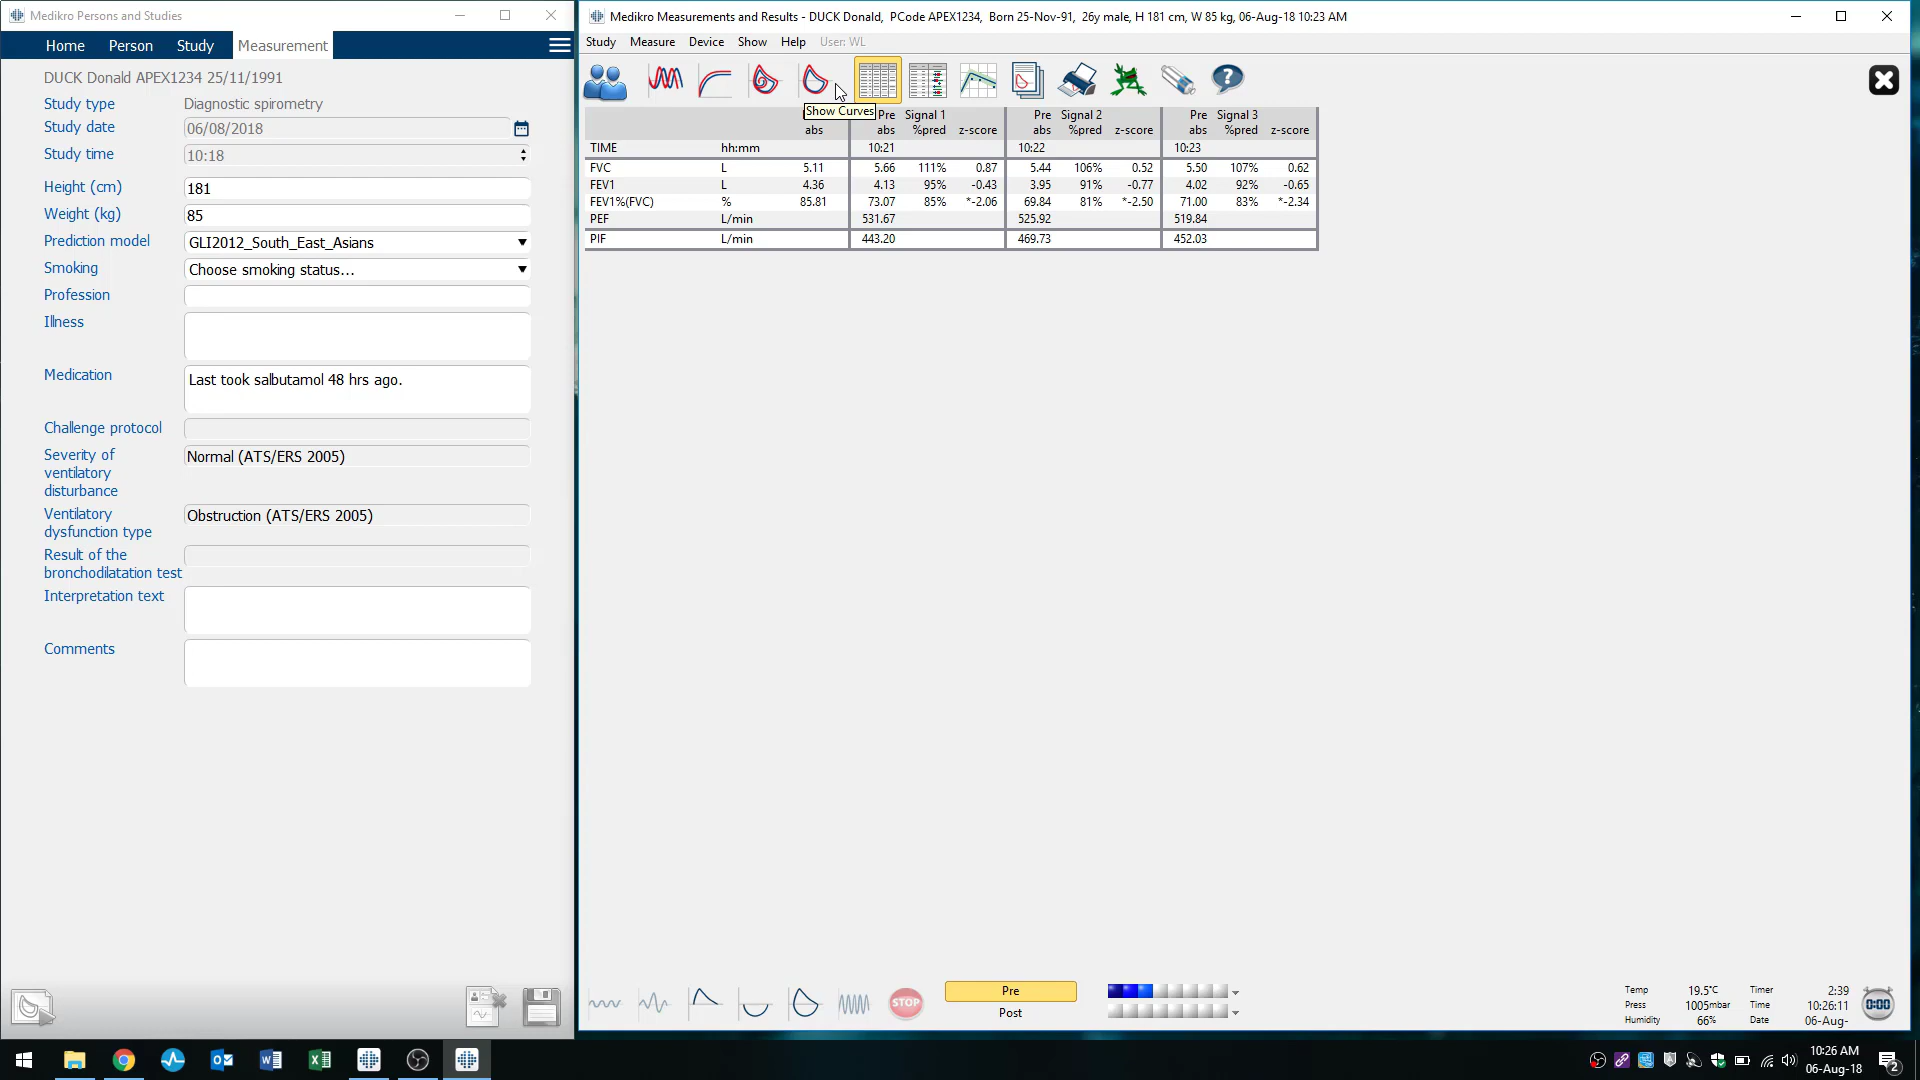 Medikro Persons and Studies
Home Person Study Measurement
DUCK Donald APEX1234 25/11/1991
Study type Diagnostic spirometry
Study date 06/08/2018
Study time 10:18
Height (cm) 181
Weight (kg) 85
Prediction model GLI2012_South_East_Asians
Smoking Choose smoking status...
Profession
Illness
Medication Last took salbutamol 48 hrs ago.
Challenge protocol
Severity of
ventilatory
disturbance
Normal (ATS/ERS 2005)
Ventilatory
dysfunction type
Obstruction (ATS/ERS 2005)
Result of the
bronchodilatation test
Interpretation text
Comments
Medikro Measurements and Results - DUCK Donald, PCode APEX1234, Born 25-Nov-91, 26y male, H 181 cm, W 85 kg, 06-Aug-18 10:23 AM
Study Measure Device Show Help User: WL
Show Curves
Pre Signal 1 Pre Signal 2 Pre Signal 3
abs abs %pred z-score abs %pred z-score abs %pred z-score
TIME hh:mm 10:21 10:22 10:23
FVC L 5.11 5.66 111% 0.87 5.44 106% 0.52 5.50 107% 0.62
FEV1 L 4.36 4.13 95% -0.43 3.95 91% -0.77 4.02 92% -0.65
FEV1%(FVC) % 85.81 73.07 85% *-2.06 69.84 81% *-2.50 71.00 83% *-2.34
PEF L/min 531.67 525.92 519.84
PIF L/min 443.20 469.73 452.03
STOP
Pre
Post
Temp 19.5°C Timer 2:39
Press 1005mbar Time 10:26:11
Humidity 66% Date 06-Aug-
0:00
10:26 AM
06-Aug-18
2